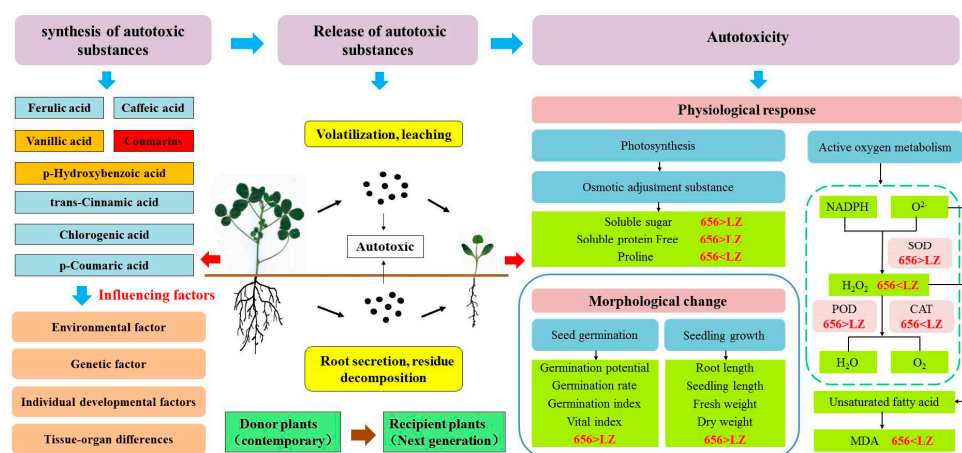 synthesis of autotoxic
substances
Release of autotoxic
substances
Autotoxicity
Ferulic acid
Caffeic acid
Vanillic acid
Coumarins
p-Hydroxybenzoic acid
trans-Cinnamic acid
Chlorogenic acid
p-Coumaric acid
Influencing factors
Environmental factor
Genetic factor
Individual developmental factors
Tissue-organ differences
Volatilization, leaching
Autotoxic
Root secretion, residue
decomposition
Donor plants
（contemporary）
Recipient plants
（Next generation）
Physiological response
Photosynthesis
Osmotic adjustment substance
Soluble sugar 656>LZ
Soluble protein Free 656>LZ
Proline 656<LZ
Morphological change
Seed germination
Germination potential
Germination rate
Germination index
Vital index
656>LZ
Seedling growth
Root length
Seedling length
Fresh weight
Dry weight
656>LZ
Active oxygen metabolism
NADPH
O²⁻
SOD
656>LZ
H₂O₂ 656<LZ
POD
656>LZ
CAT
656<LZ
H₂O
O₂
Unsaturated fatty acid
MDA 656<LZ